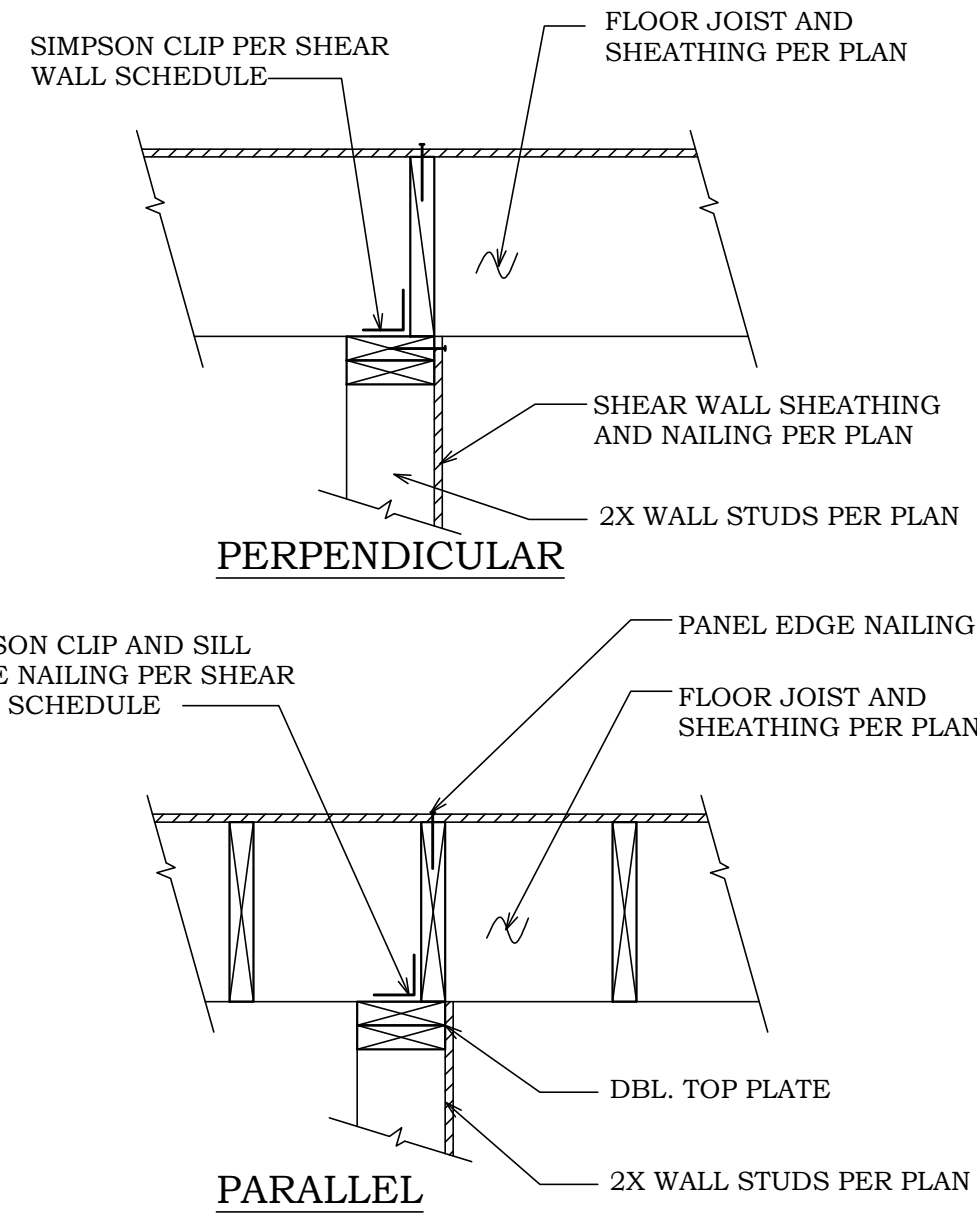 FLOOR JOIST AND
SHEATHING PER PLAN
SIMPSON CLIP PER SHEAR
WALL SCHEDULE
SHEAR WALL SHEATHING
AND NAILING PER PLAN
2X WALL STUDS PER PLAN
PERPENDICULAR
PANEL EDGE NAILING
SON CLIP AND SILL
E NAILING PER SHEAR
SCHEDULE
FLOOR JOIST AND
SHEATHING PER PLAN
DBL. TOP PLATE
2X WALL STUDS PER PLAN
PARALLEL